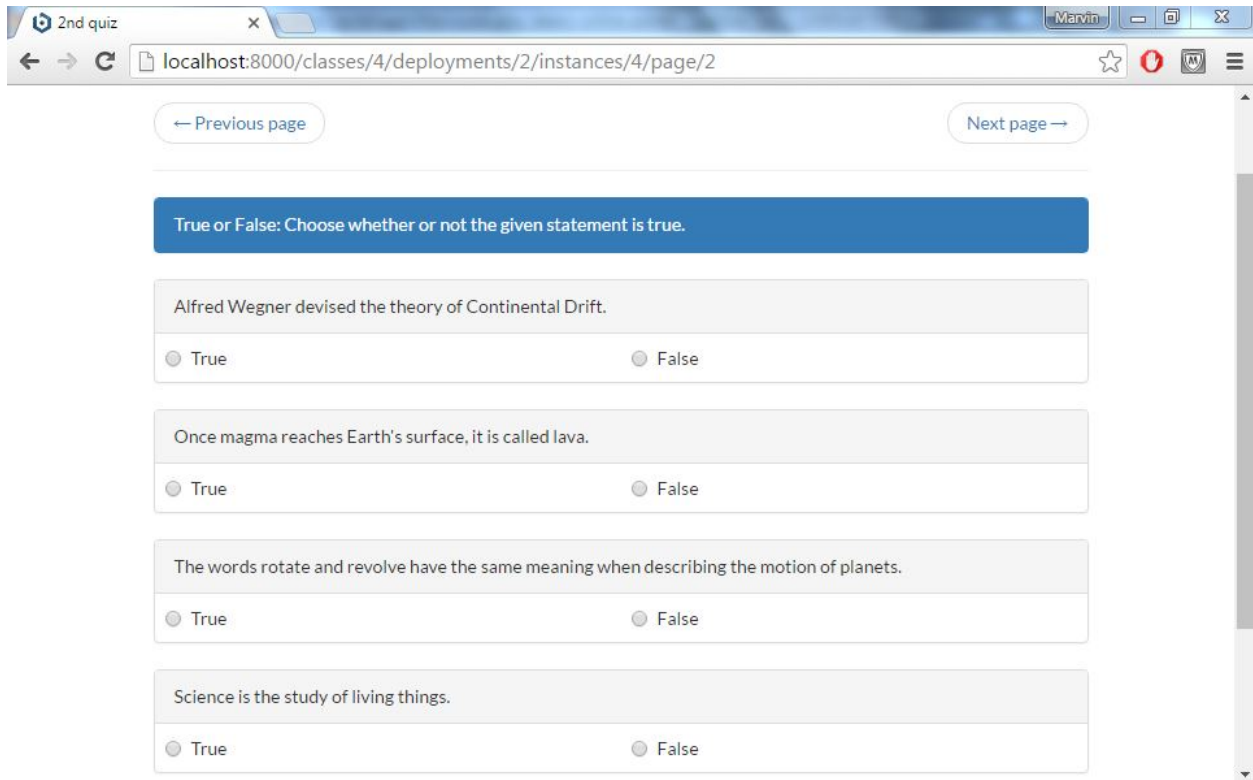 2nd quiz
Marvin
localhost:8000/classes/4/deployments/2/instances/4/page/2
← Previous page
Next page →
True or False: Choose whether or not the given statement is true.
Alfred Wegner devised the theory of Continental Drift.
True
False
Once magma reaches Earth's surface, it is called lava.
True
False
The words rotate and revolve have the same meaning when describing the motion of planets.
True
False
Science is the study of living things.
True
False